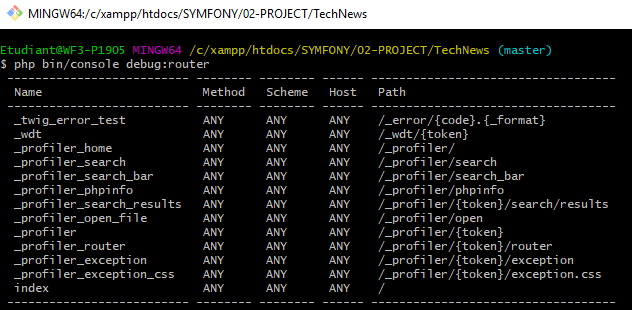 MINGW64:/c/xampp/htdocs/SYMFONY/02-PROJECT/TechNews
Etudiant@WF3-P1905 MINGW64 /c/xampp/htdocs/SYMFONY/02-PROJECT/TechNews (master)
$ php bin/console debug:router
-------------------------- -------- -------- ------ -----------------------------------
Name Method Scheme Host Path
-------------------------- -------- -------- ------ -----------------------------------
_twig_error_test ANY ANY ANY /_error/{code}.{_format}
_wdt ANY ANY ANY /_wdt/{token}
_profiler_home ANY ANY ANY /_profiler/
_profiler_search ANY ANY ANY /_profiler/search
_profiler_search_bar ANY ANY ANY /_profiler/search_bar
_profiler_phpinfo ANY ANY ANY /_profiler/phpinfo
_profiler_search_results ANY ANY ANY /_profiler/{token}/search/results
_profiler_open_file ANY ANY ANY /_profiler/open
_profiler ANY ANY ANY /_profiler/{token}
_profiler_router ANY ANY ANY /_profiler/{token}/router
_profiler_exception ANY ANY ANY /_profiler/{token}/exception
_profiler_exception_css ANY ANY ANY /_profiler/{token}/exception.css
index ANY ANY ANY /
-------------------------- -------- -------- ------ -----------------------------------